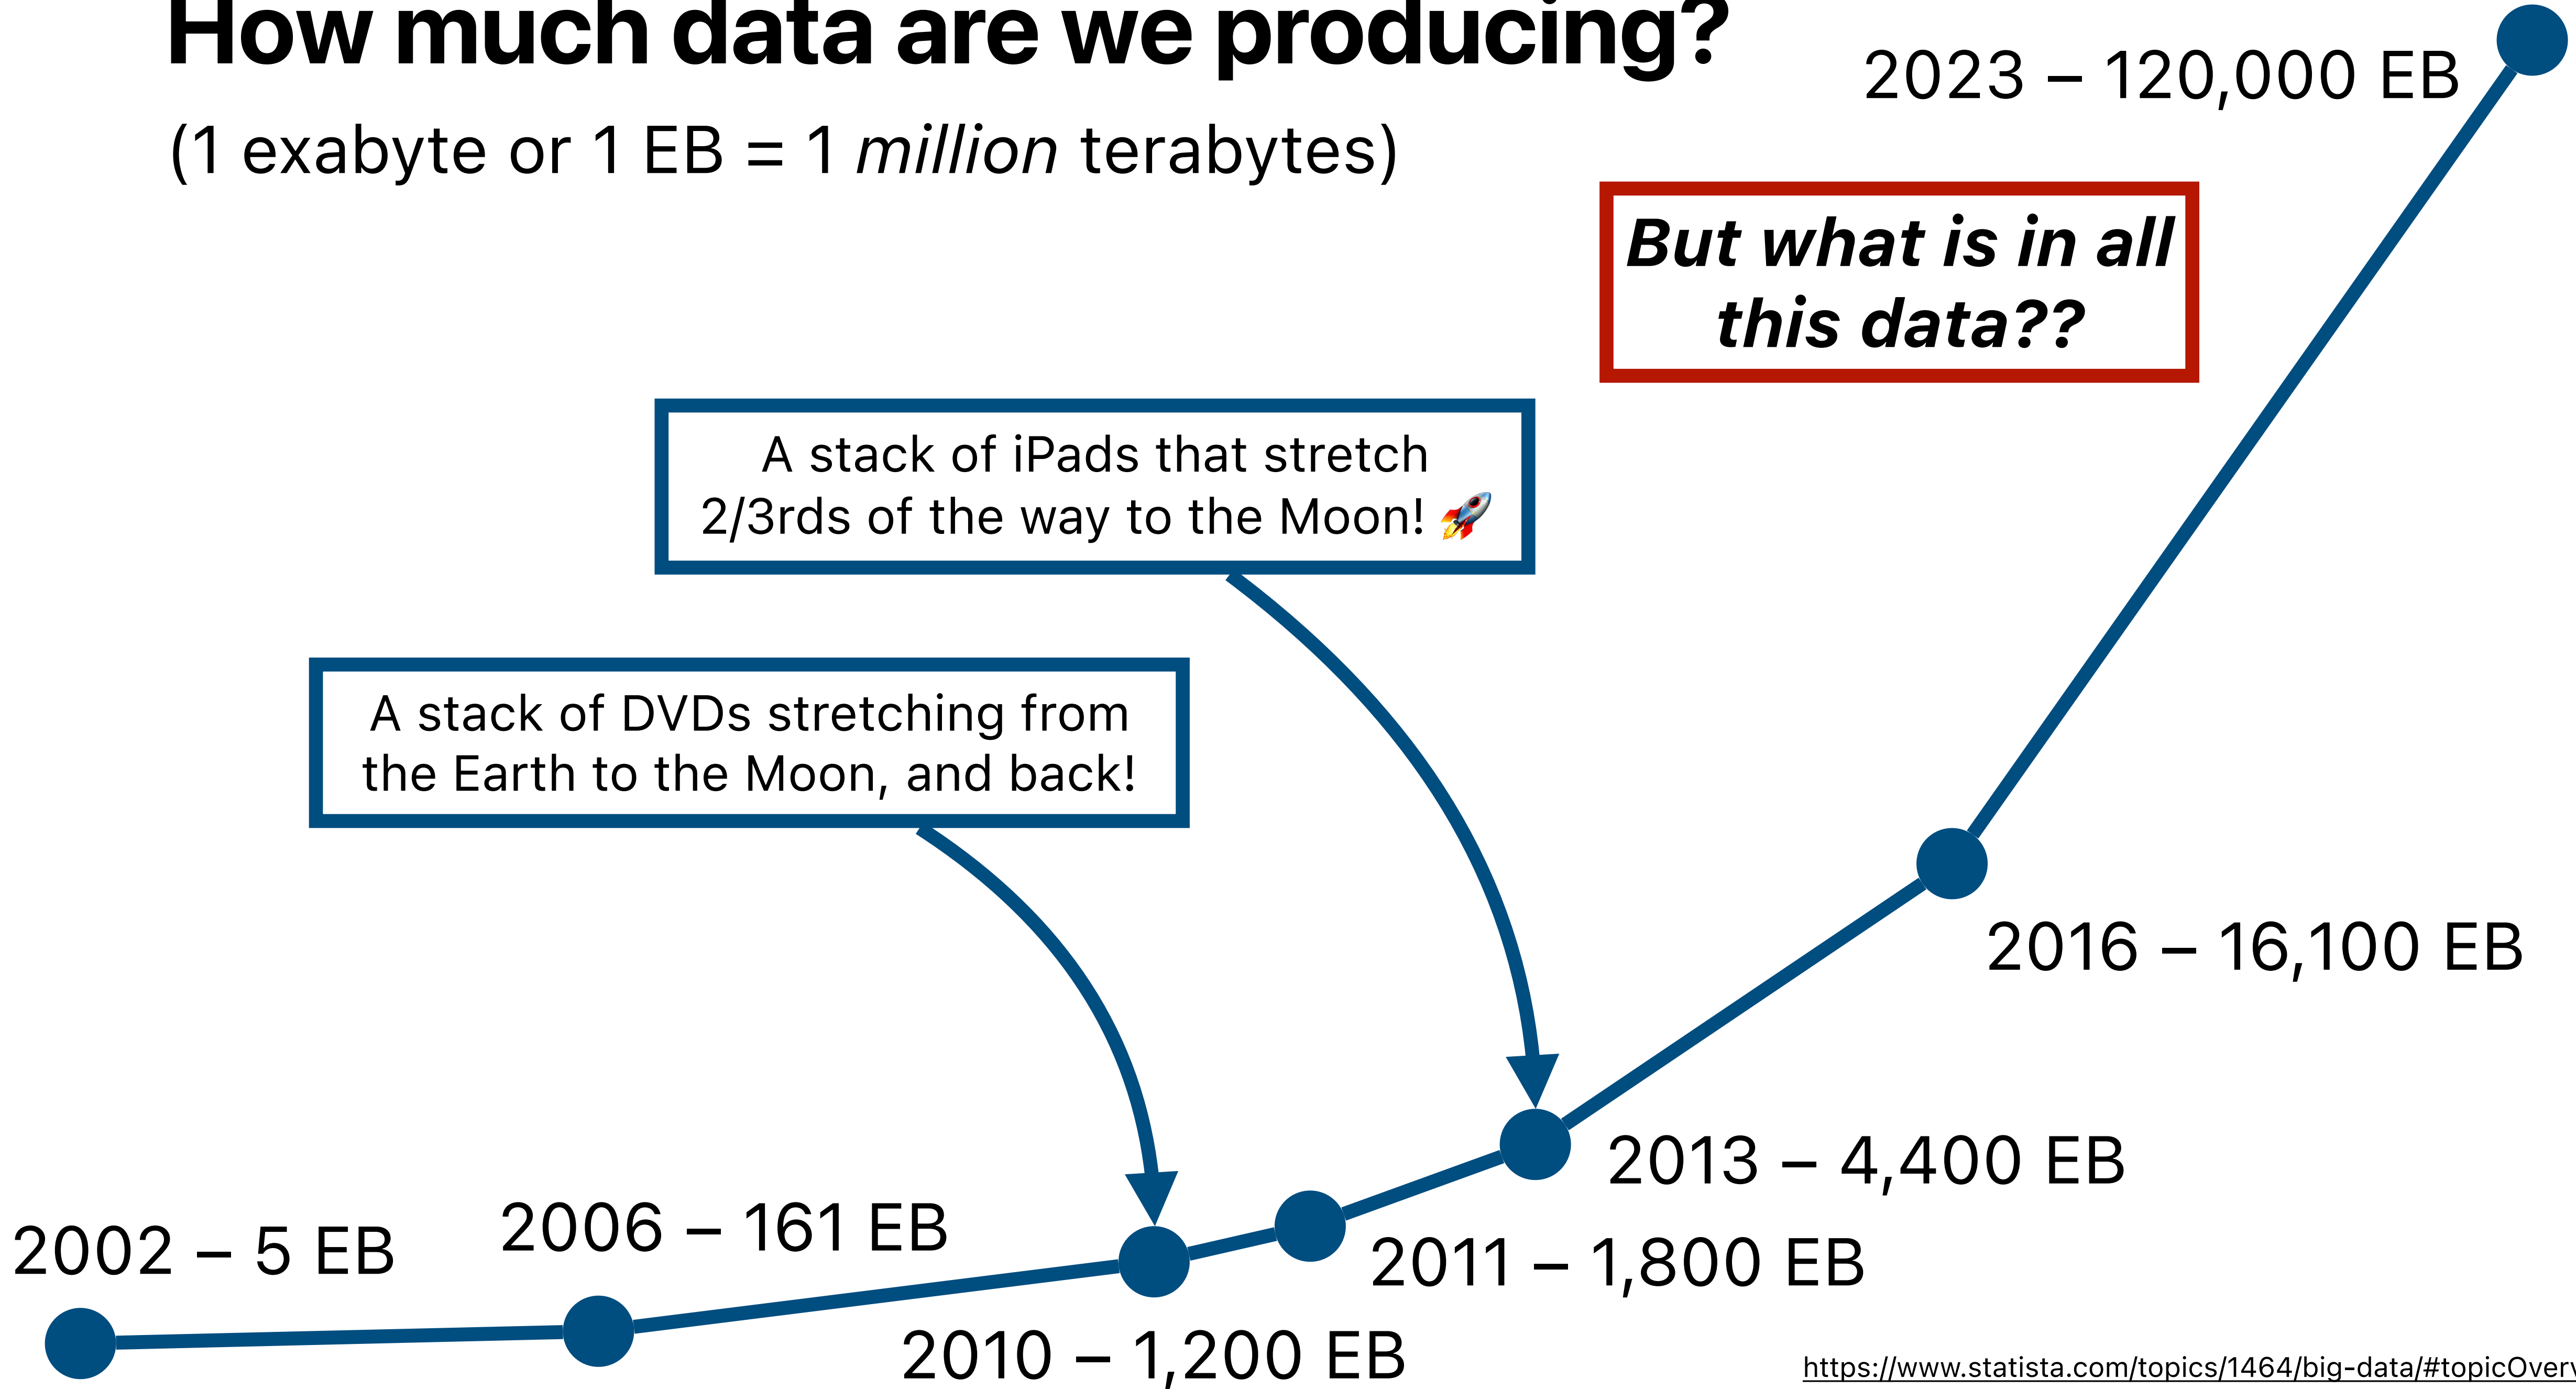 How much data are we producing?
(1 exabyte or 1 EB = 1 million terabytes)
2023 – 120,000 EB
But what is in all
this data??
A stack of iPads that stretch
2/3rds of the way to the Moon! 🚀
A stack of DVDs stretching from
the Earth to the Moon, and back!
2016 – 16,100 EB
2013 – 4,400 EB
2002 – 5 EB
2006 – 161 EB
2011 – 1,800 EB
2010 – 1,200 EB
https://www.statista.com/topics/1464/big-data/#topicOverv